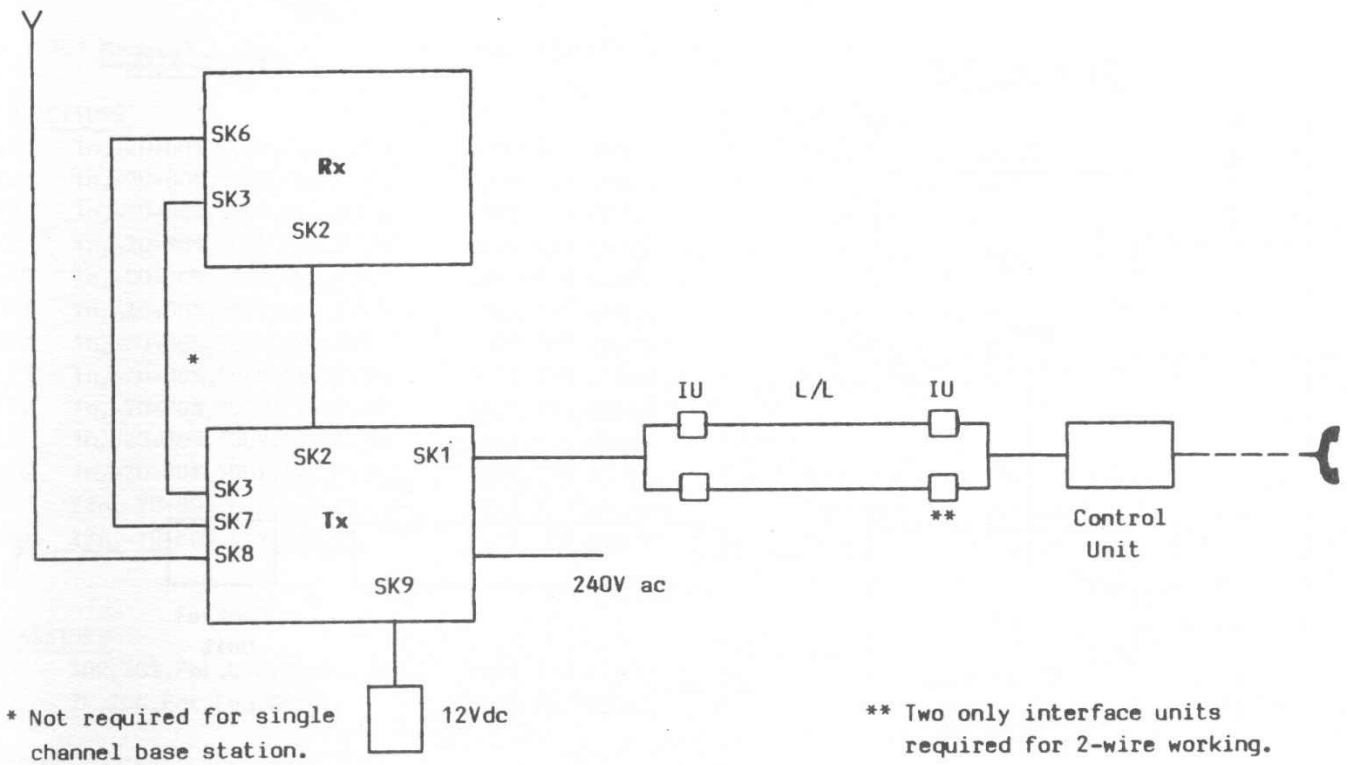 SK6
Rx
SK3
SK2
*
IU L/L IU
SK2 SK1
SK3
Tx
SK7
**
Control
Unit
SK8
SK9
240V ac
12Vdc
* Not required for single
channel base station.
** Two only interface units
required for 2-wire working.